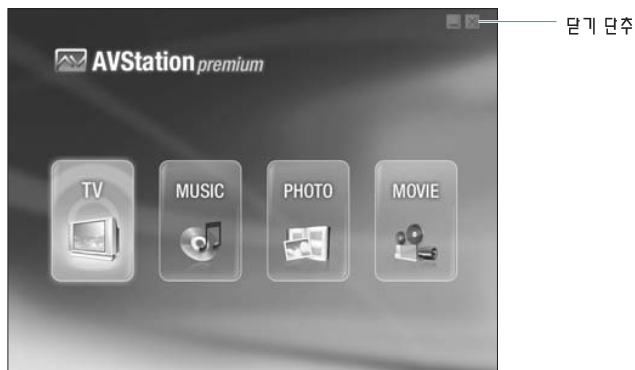 닫기 단추
AVStation premium
TV
MUSIC
PHOTO
MOVIE